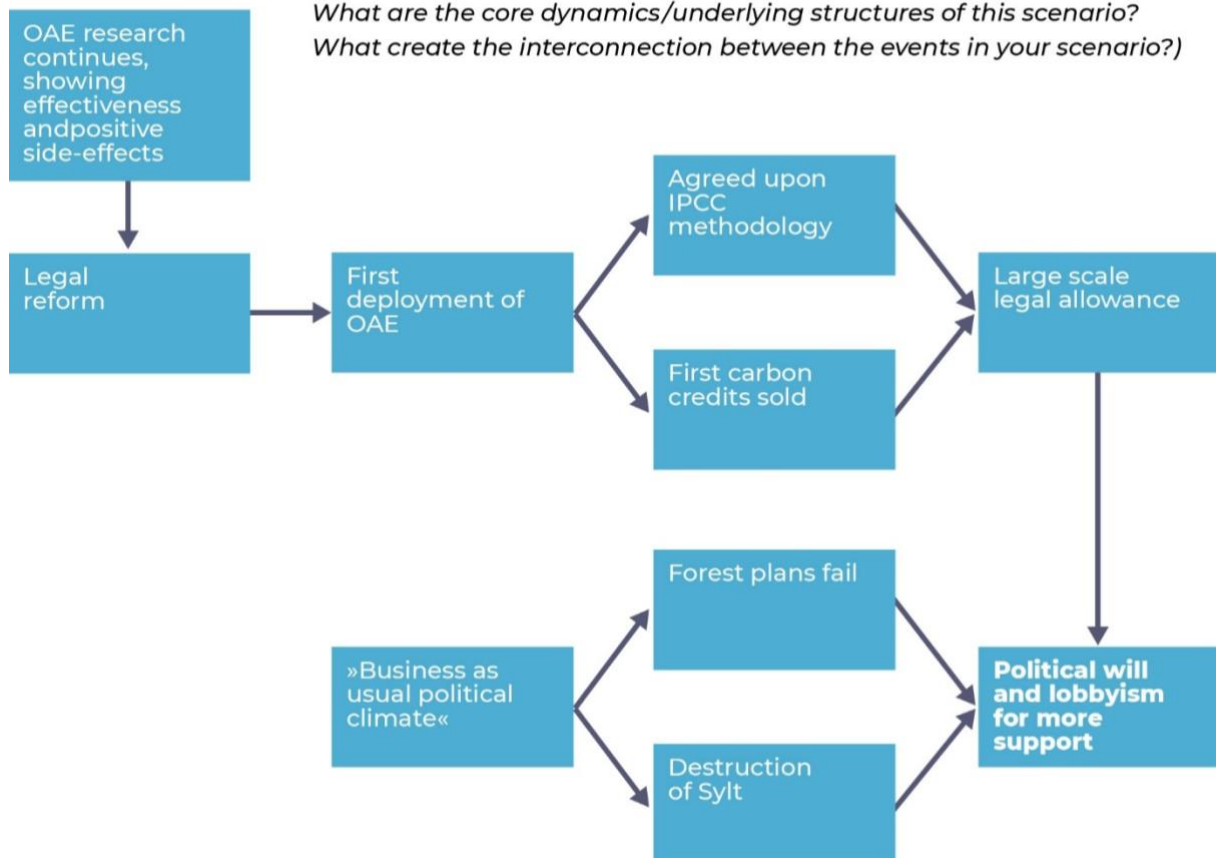 What are the core dynamics/underlying structures of this scenario?
What create the interconnection between the events in your scenario?)
OAE research
continues,
showing
effectiveness
andpositive
side-effects
Legal
reform
First
deployment of
OAE
Agreed upon
IPCC
methodology
First carbon
credits sold
Large scale
legal allowance
»Business as
usual political
climate«
Forest plans fail
Destruction
of Sylt
Political will
and lobbyism
for more
support